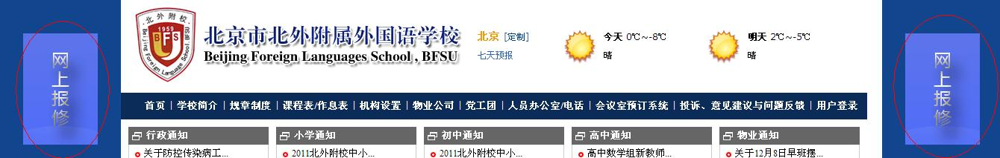 网上报修
北外附校
1959
BFS
Beijing Foreign Language School, BFSU
北京市北外附属外国语学校
Beijing Foreign Languages School , BFSU
北京 [定制]
七天预报
今天 0℃~-8℃
晴
明天 2℃~-5℃
晴
网上报修
首页 | 学校简介 | 规章制度 | 课程表/作息表 | 机构设置 | 物业公司 | 党工团 | 人员办公室/电话 | 会议室预订系统 | 投诉、意见建议与问题反馈 | 用户登录
行政通知
关于防控传染病工...
小学通知
2011北外附校中小...
初中通知
2011北外附校中小...
高中通知
高中数学组新教师...
物业通知
关于12月8日早班摆...